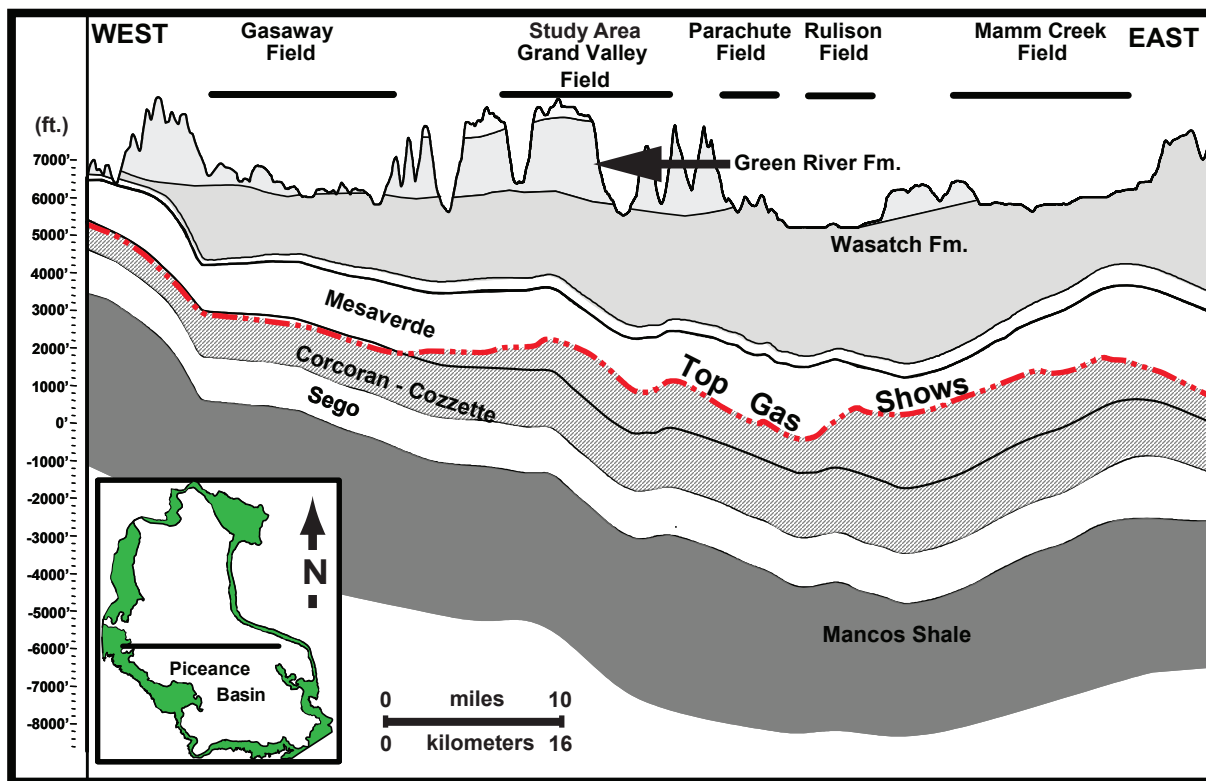 WEST
Gasaway
Field
Study Area
Grand Valley
Field
Parachute
Field
Rulison
Field
Mamm Creek
Field
EAST
(ft.)
7000'
6000'
5000'
4000'
3000'
2000'
1000'
0'
-1000'
-2000'
-3000'
-4000'
-5000'
-6000'
-7000'
-8000'
Green River Fm.
Wasatch Fm.
Mesaverde
Top Gas Shows
Corcoran - Cozzette
Sego
Mancos Shale
N
Piceance
Basin
0 miles 10
0 kilometers 16